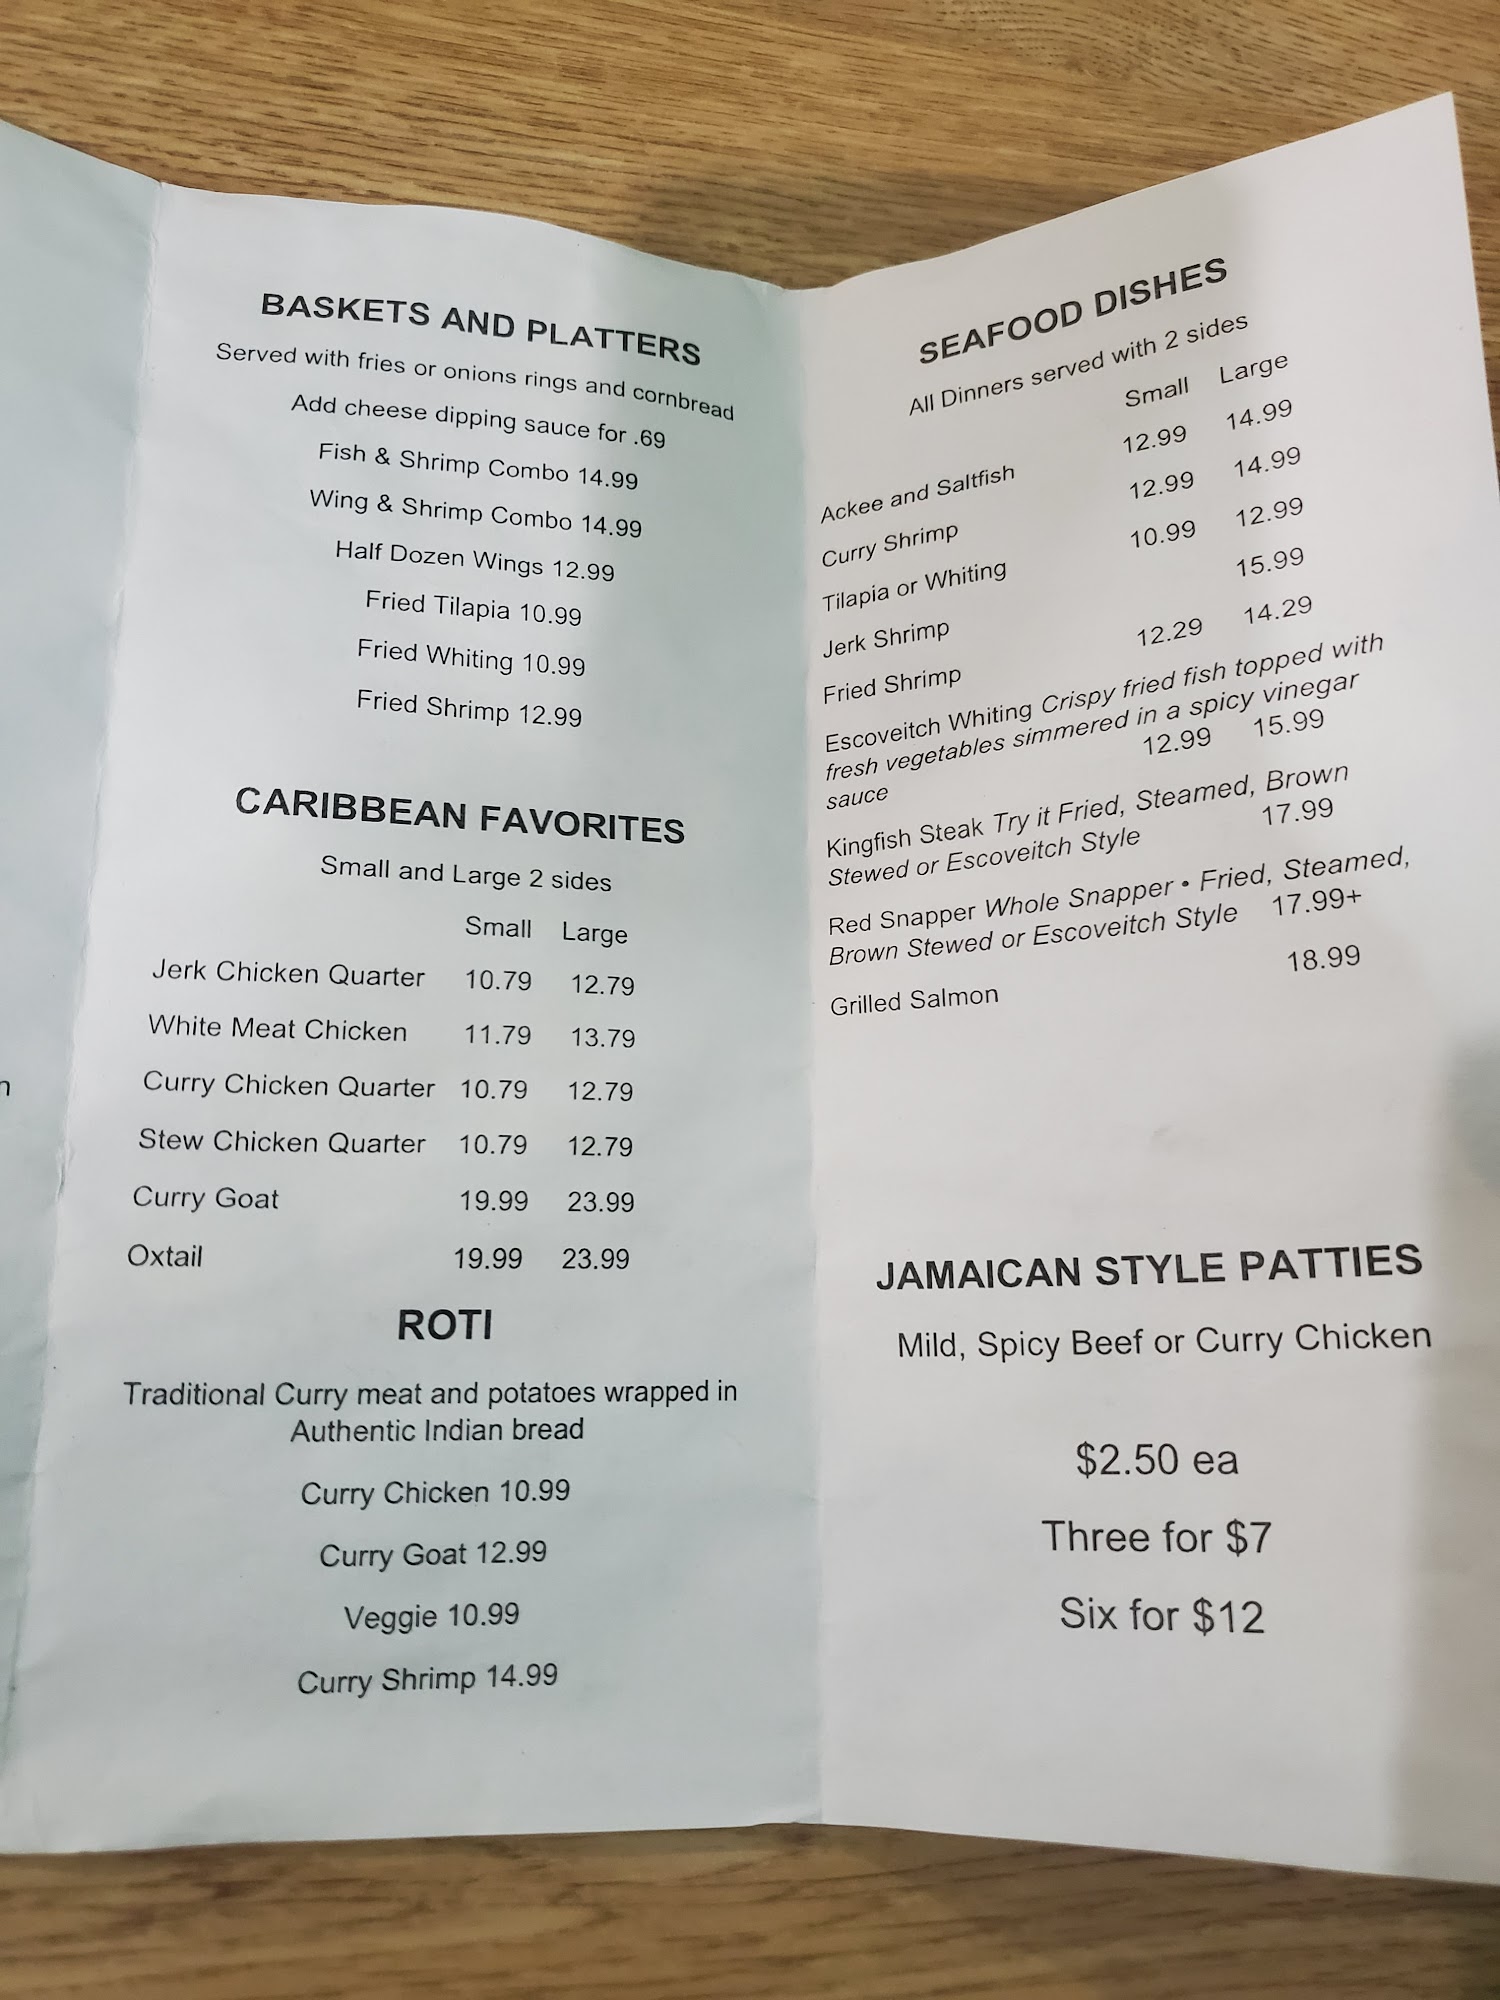 BASKETS AND PLATTERS
Served with fries or onions rings and cornbread
Add cheese dipping sauce for .69
Fish & Shrimp Combo 14.99
Wing & Shrimp Combo 14.99
Half Dozen Wings 12.99
Fried Tilapia 10.99
Fried Whiting 10.99
Fried Shrimp 12.99
CARIBBEAN FAVORITES
Small and Large 2 sides
Small Large
Jerk Chicken Quarter 10.79 12.79
White Meat Chicken 11.79 13.79
Curry Chicken Quarter 10.79 12.79
Stew Chicken Quarter 10.79 12.79
Curry Goat 19.99 23.99
Oxtail 19.99 23.99
ROTI
Traditional Curry meat and potatoes wrapped in
Authentic Indian bread
Curry Chicken 10.99
Curry Goat 12.99
Veggie 10.99
Curry Shrimp 14.99
SEAFOOD DISHES
All Dinners served with 2 sides
Small Large
Ackee and Saltfish 12.99 14.99
Curry Shrimp 12.99 14.99
Tilapia or Whiting 10.99 12.99
Jerk Shrimp 15.99
Fried Shrimp 12.29 14.29
Escoveitch Whiting Crispy fried fish topped with
fresh vegetables simmered in a spicy vinegar
sauce 12.99 15.99
Kingfish Steak Try it Fried, Steamed, Brown
Stewed or Escoveitch Style 17.99
Red Snapper Whole Snapper • Fried, Steamed,
Brown Stewed or Escoveitch Style 17.99+
Grilled Salmon 18.99
JAMAICAN STYLE PATTIES
Mild, Spicy Beef or Curry Chicken
$2.50 ea
Three for $7
Six for $12